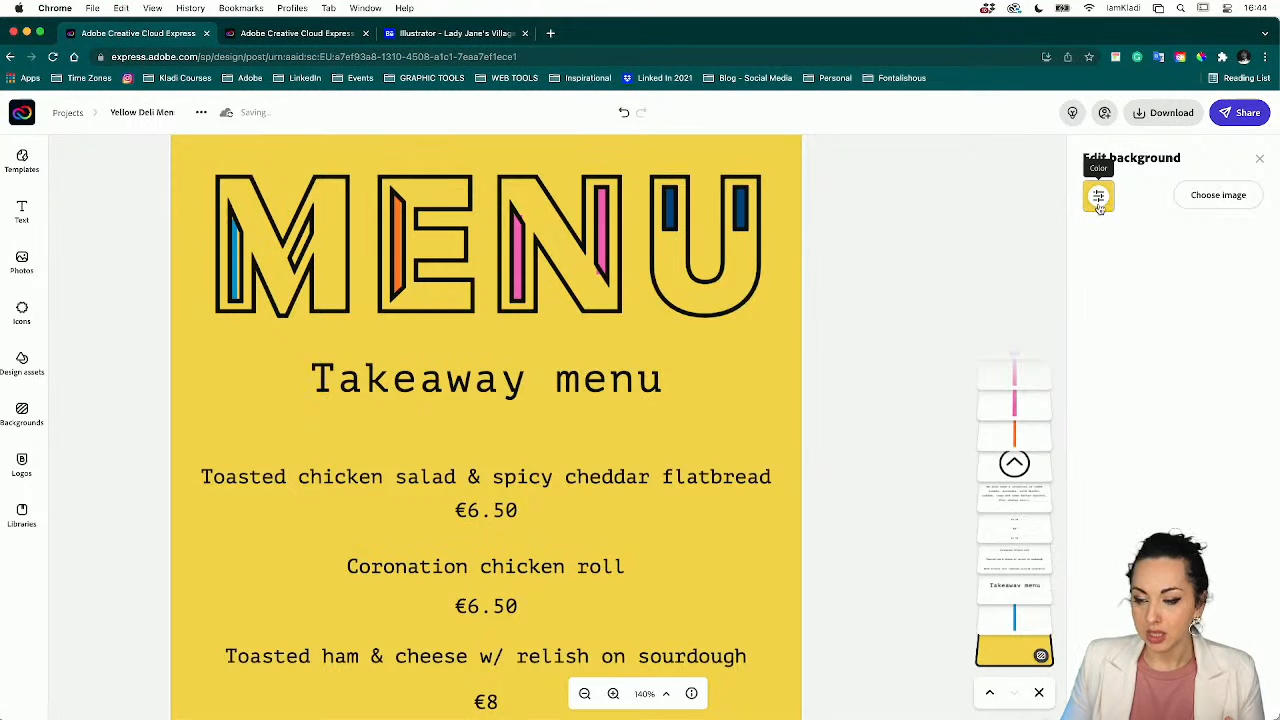 Chrome File Edit View History Bookmarks Profiles Tab Window Help
IamKladi
16:44
Adobe Creative Cloud Express
Adobe Creative Cloud Express
Illustrator - Lady Jane's Village
express.adobe.com/sp/design/post/urn:aaid:sc:EU:a7ef93a8-1310-4508-a1c1-7eaa7ef1ece1
Apps Time Zones Kladi Courses Adobe LinkedIn Events GRAPHIC TOOLS WEB TOOLS Inspirational Linked In 2021 Blog - Social Media Personal Fontalishous Reading List
Projects Yellow Deli Men Saving.. Download Share
Templates
Text
Photos
Icons
Design assets
Backgrounds
Logos
Libraries
Edit background
Color
Choose image
MENU
Takeaway menu
Toasted chicken salad & spicy cheddar flatbread
€6.50
Coronation chicken roll
€6.50
Toasted ham & cheese w/ relish on sourdough
€8
140%
Takeaway menu